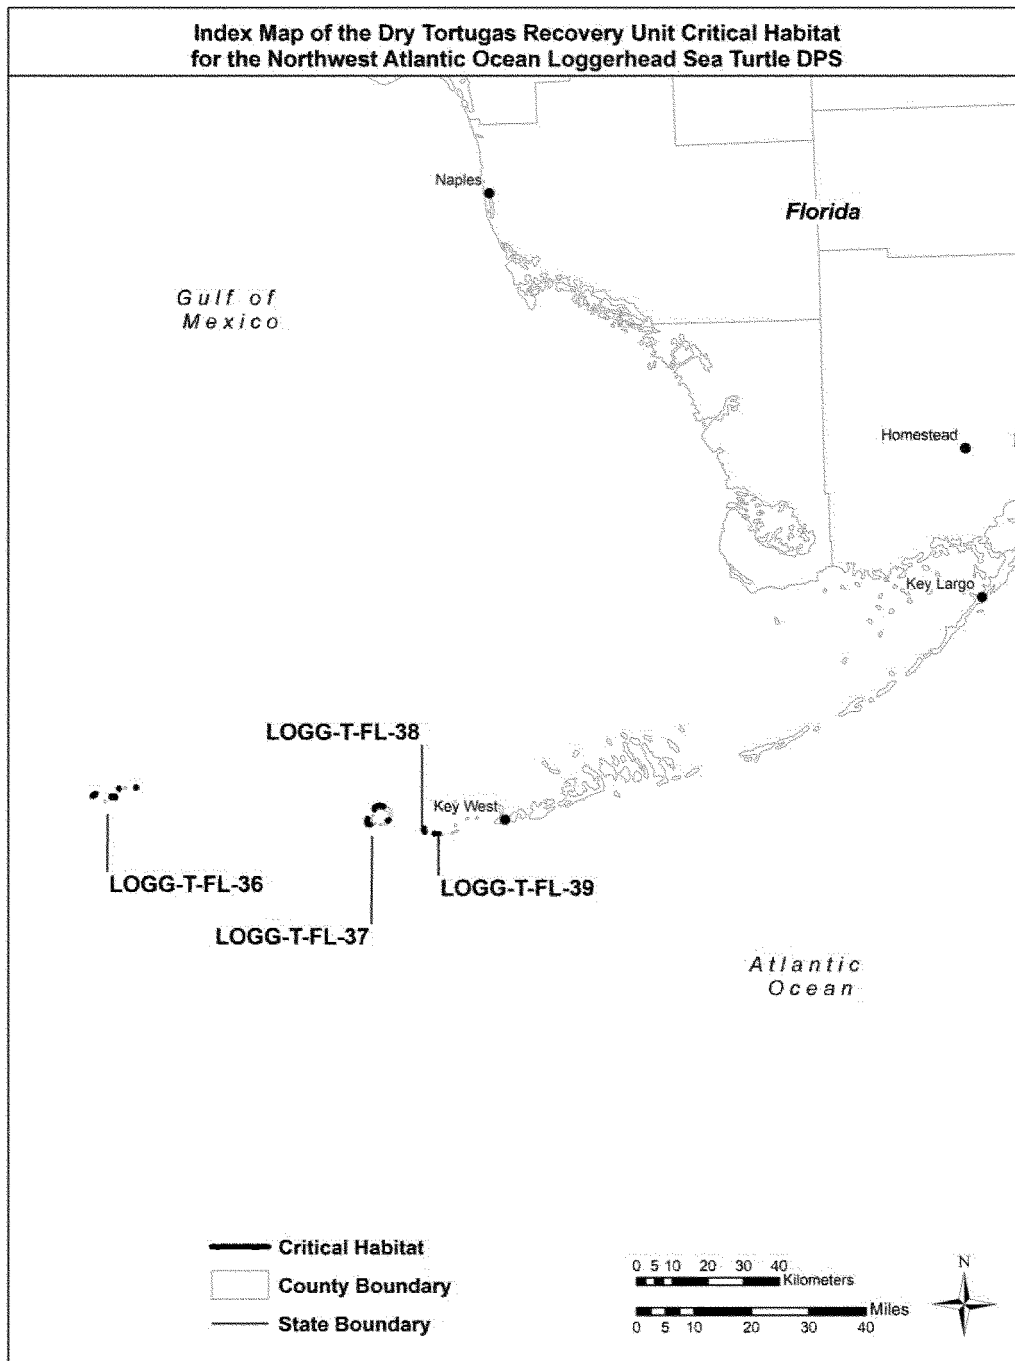 Index Map of the Dry Tortugas Recovery Unit Critical Habitat
for the Northwest Atlantic Ocean Loggerhead Sea Turtle DPS
Naples
Florida
Gulf of
Mexico
Homestead
Key Largo
LOGG-T-FL-38
Key West
LOGG-T-FL-36
LOGG-T-FL-39
LOGG-T-FL-37
Atlantic
Ocean
Critical Habitat
County Boundary
State Boundary
N
0 5 10 20 30 40
Kilometers
Miles
0 5 10 20 30 40